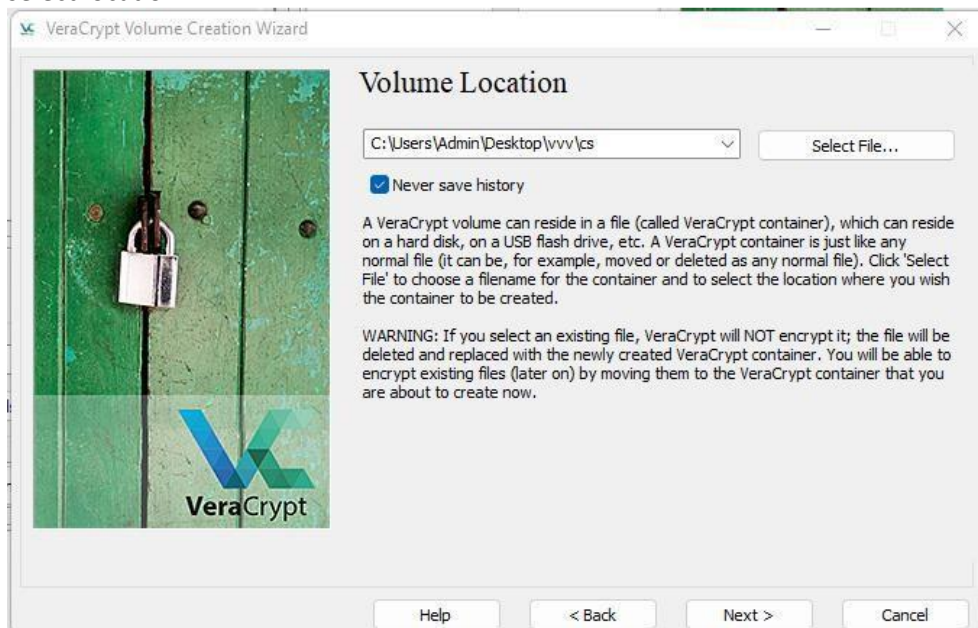 VeraCrypt Volume Creation Wizard
Volume Location
C:\Users\Admin\Desktop\vvv\cs
Select File...
Never save history
A VeraCrypt volume can reside in a file (called VeraCrypt container), which can reside
on a hard disk, on a USB flash drive, etc. A VeraCrypt container is just like any
normal file (it can be, for example, moved or deleted as any normal file). Click 'Select
File' to choose a filename for the container and to select the location where you wish
the container to be created.
WARNING: If you select an existing file, VeraCrypt will NOT encrypt it; the file will be
deleted and replaced with the newly created VeraCrypt container. You will be able to
encrypt existing files (later on) by moving them to the VeraCrypt container that you
are about to create now.
VeraCrypt
Help
< Back
Next >
Cancel